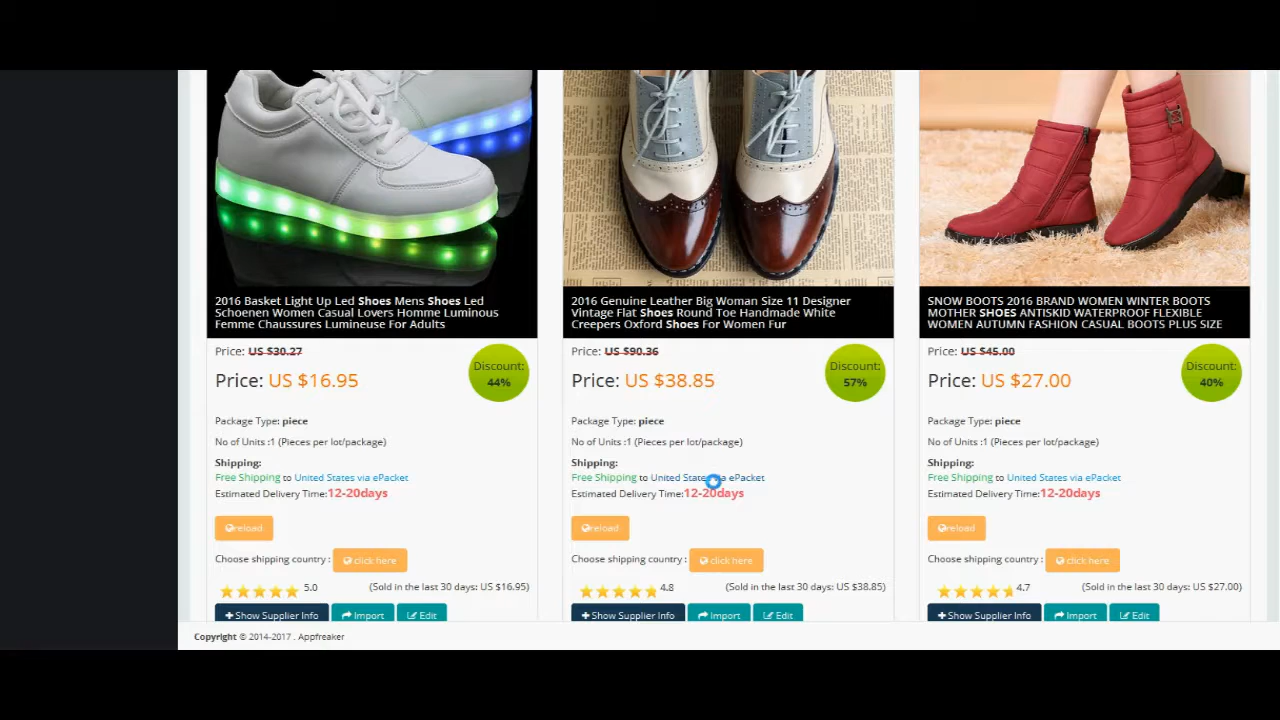 2016 Basket Light Up Led Shoes Mens Shoes Led
Schoenen Women Casual Lovers Homme Luminous
Femme Chaussures Lumineuse For Adults
Price: US $30.27
Price: US $16.95
Discount:
44%
Package Type: piece
No of Units :1 (Pieces per lot/package)
Shipping:
Free Shipping to United States via ePacket
Estimated Delivery Time:12-20days
reload
Choose shipping country : click here
5.0 (Sold in the last 30 days: US $16.95)
Show Supplier Info Import Edit
2016 Genuine Leather Big Woman Size 11 Designer
Vintage Flat Shoes Round Toe Handmade White
Creepers Oxford Shoes For Women Fur
Price: US $90.36
Price: US $38.85
Discount:
57%
Package Type: piece
No of Units :1 (Pieces per lot/package)
Shipping:
Free Shipping to United States via ePacket
Estimated Delivery Time:12-20days
reload
Choose shipping country : click here
4.8 (Sold in the last 30 days: US $38.85)
Show Supplier Info Import Edit
SNOW BOOTS 2016 BRAND WOMEN WINTER BOOTS
MOTHER SHOES ANTISKID WATERPROOF FLEXIBLE
WOMEN AUTUMN FASHION CASUAL BOOTS PLUS SIZE
Price: US $45.00
Price: US $27.00
Discount:
40%
Package Type: piece
No of Units :1 (Pieces per lot/package)
Shipping:
Free Shipping to United States via ePacket
Estimated Delivery Time:12-20days
reload
Choose shipping country : click here
4.7 (Sold in the last 30 days: US $27.00)
Show Supplier Info Import Edit
Copyright © 2014-2017 . Appfreaker